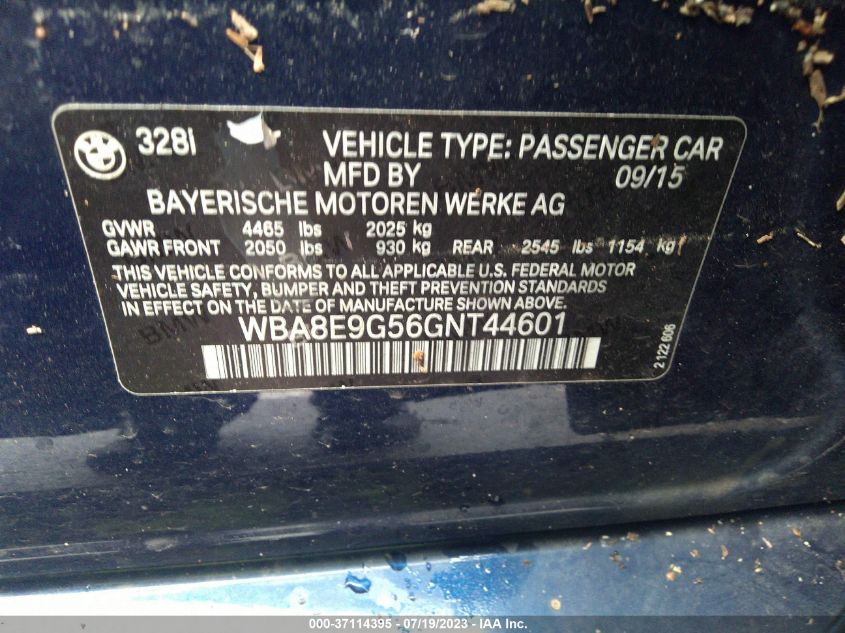 328i VEHICLE TYPE: PASSENGER CAR
MFD BY 09/15
BAYERISCHE MOTOREN WERKE AG
GVWR 4465 lbs 2025 kg
GAWR FRONT 2050 lbs 930 kg REAR 2545 lbs 1154 kg
THIS VEHICLE CONFORMS TO ALL APPLICABLE U.S. FEDERAL MOTOR
VEHICLE SAFETY, BUMPER AND THEFT PREVENTION STANDARDS
IN EFFECT ON THE DATE OF MANUFACTURE SHOWN ABOVE.
WBA8E9G56GNT44601
2 122 606
000-37114395 - 07/19/2023 - IAA Inc.